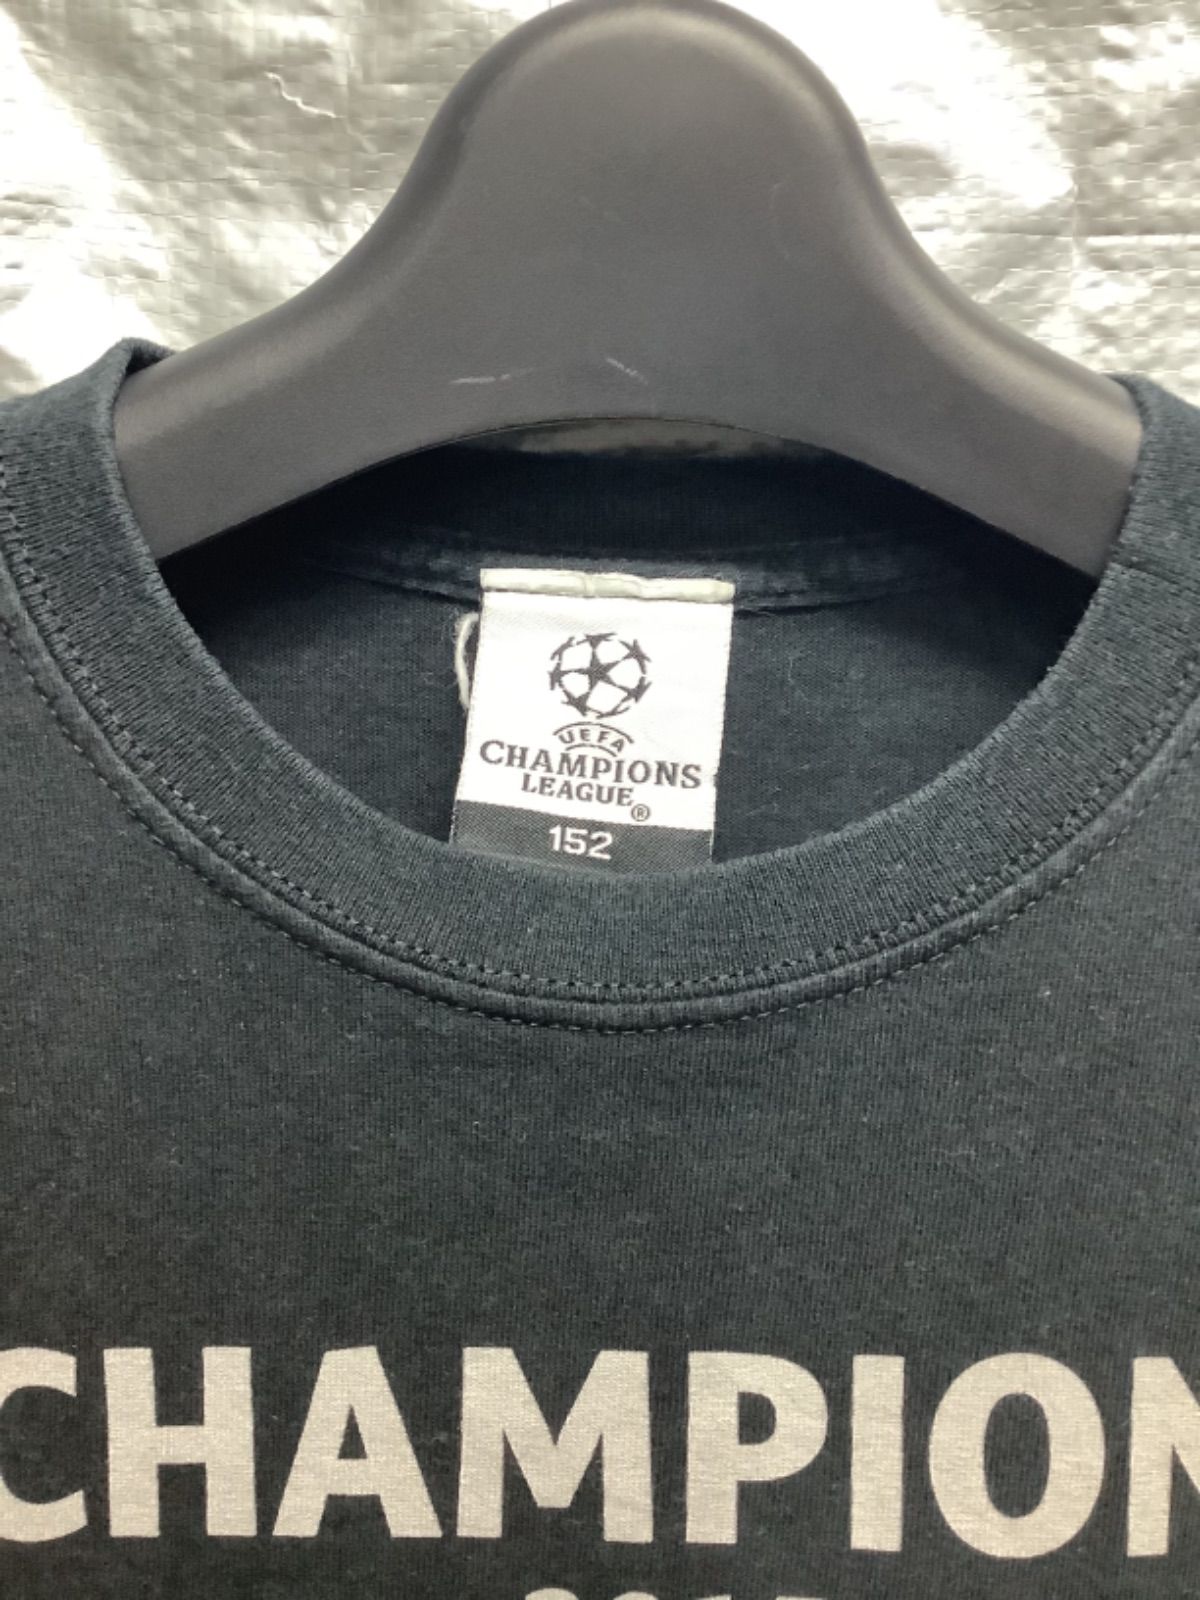 UEFA
CHAMPIONS
LEAGUE®
152
CHAMPION